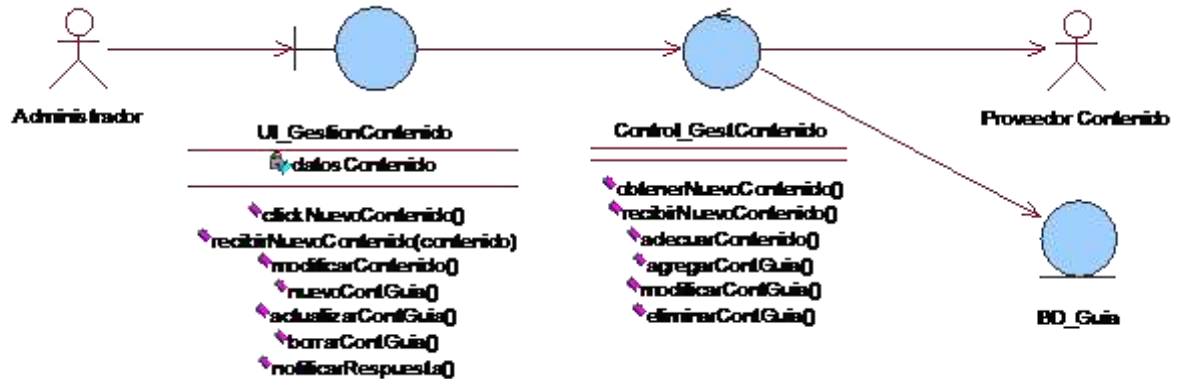 Administrador
UI_GestionContenido
datosContenido
clickNuevoContenido()
recibirNuevoContenido(contenido)
modificarContenido()
nuevoContGuia()
actualizarContGuia()
borrarContGuia()
notificarRespuesta()
Control_GestContenido
obtenerNuevoContenido()
recibirNuevoContenido()
adecuarContenido()
agregarContGuia()
modificarContGuia()
eliminarContGuia()
Proveedor Contenido
BD_Guia